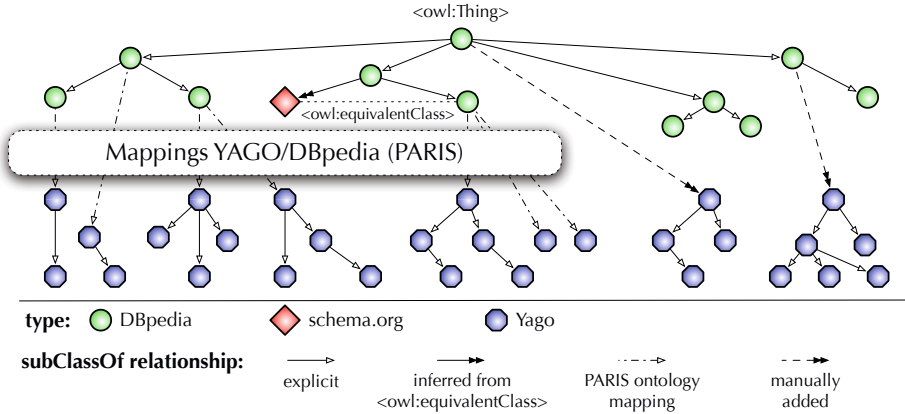 <owl:Thing>
<owl:equivalentClass>
Mappings YAGO/DBpedia (PARIS)
type: DBpedia schema.org Yago
subClassOf relationship:
explicit
inferred from
<owl:equivalentClass>
PARIS ontology
mapping
manually
added